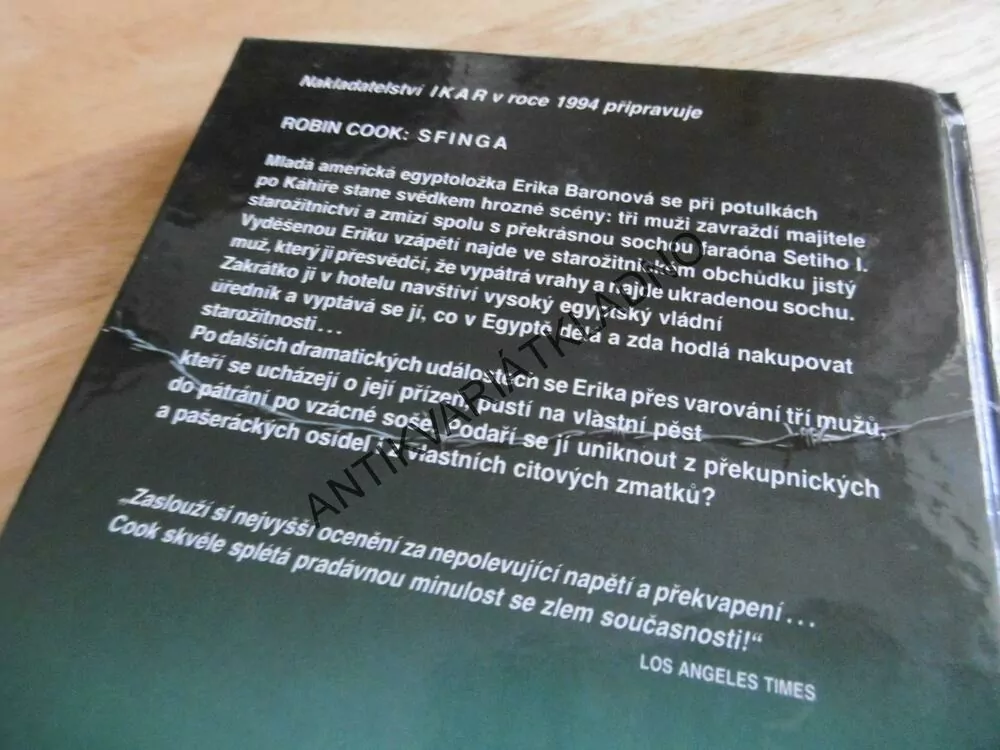 Nakladatelství IKAR v roce 1994 připravuje
ROBIN COOK: SFINGA
Mladá americká egyptoložka Erika Baronová se při potulkách
po Káhiře stane svědkem hrozné scény: tři muži zavraždí majitele
starožitnictví a zmizí spolu s překrásnou sochou faraóna Setiho I.
Vyděšenou Eriku vzápětí najde ve starožitnickém obchůdku jistý
muž, který ji přesvědčí, že vypátrá vrahy a najde ukradenou sochu.
Zakrátko ji v hotelu navštíví vysoký egyptský vládní
úředník a vyptává se jí, co v Egyptě dělá a zda hodlá nakupovat
starožitnosti...
Po dalších dramatických událostech se Erika přes varování tří mužů,
kteří se ucházejí o její přízeň, pustí na vlastní pěst
do pátrání po vzácné soše. Podaří se jí uniknout z překupnických
a pašeráckých osidel i z vlastních citových zmatků?
„Zaslouží si nejvyšší ocenění za nepolevující napětí a překvapení...
Cook skvěle splétá pradávnou minulost se zlem současnosti!“
LOS ANGELES TIMES
ANTIKVARIÁTKLADNO